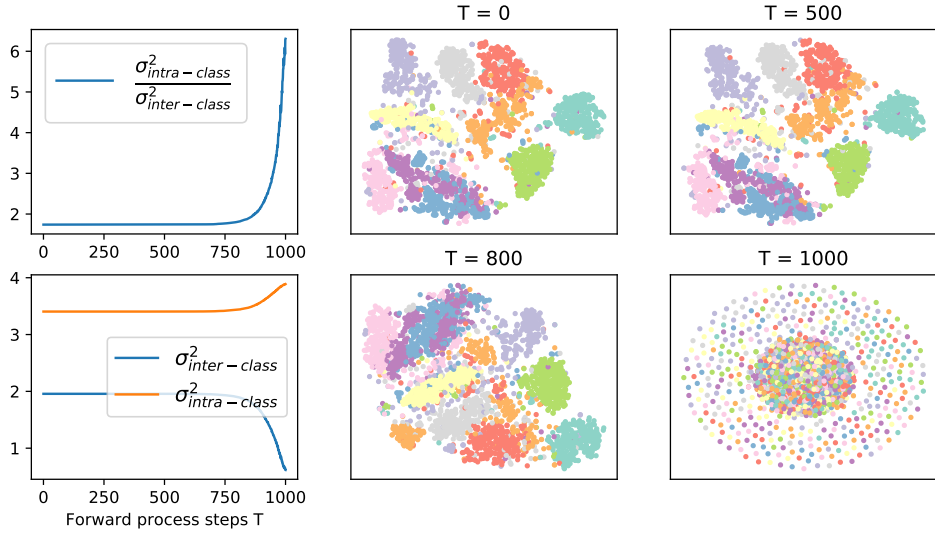 T = 0
T = 500
6
5
4
3
2
σ²intra−class
σ²inter−class
0
250
500
750
1000
T = 800
T = 1000
4
3
2
1
σ²inter−class
σ²intra−class
0
250
500
750
1000
Forward process steps T